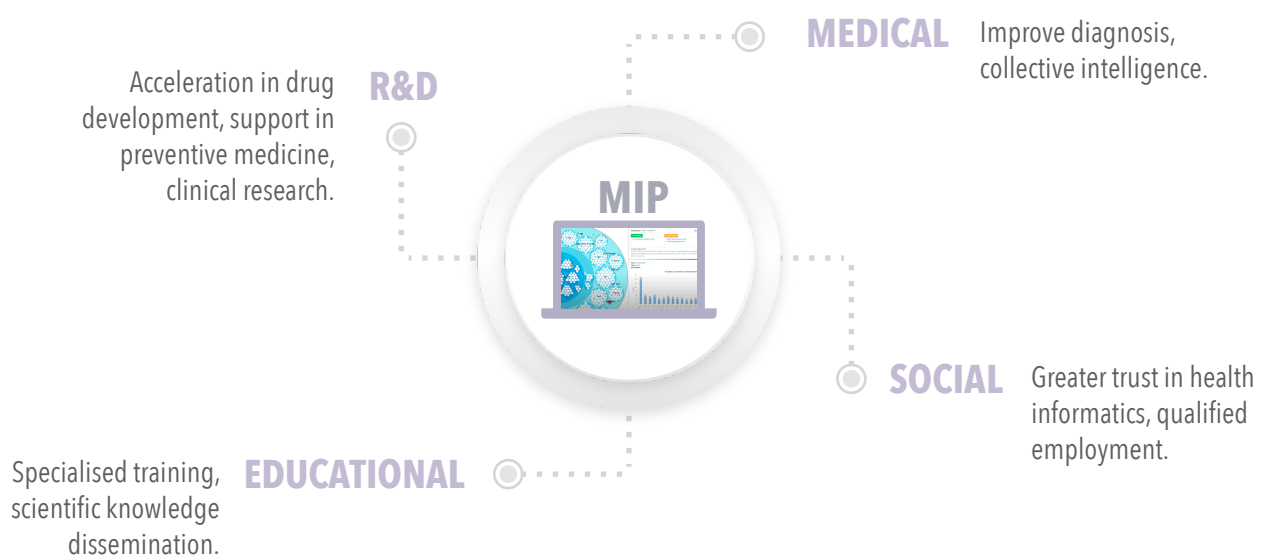 MEDICAL
Improve diagnosis,
collective intelligence.
R&D
Acceleration in drug
development, support in
preventive medicine,
clinical research.
MIP
SOCIAL
Greater trust in health
informatics, qualified
employment.
EDUCATIONAL
Specialised training,
scientific knowledge
dissemination.